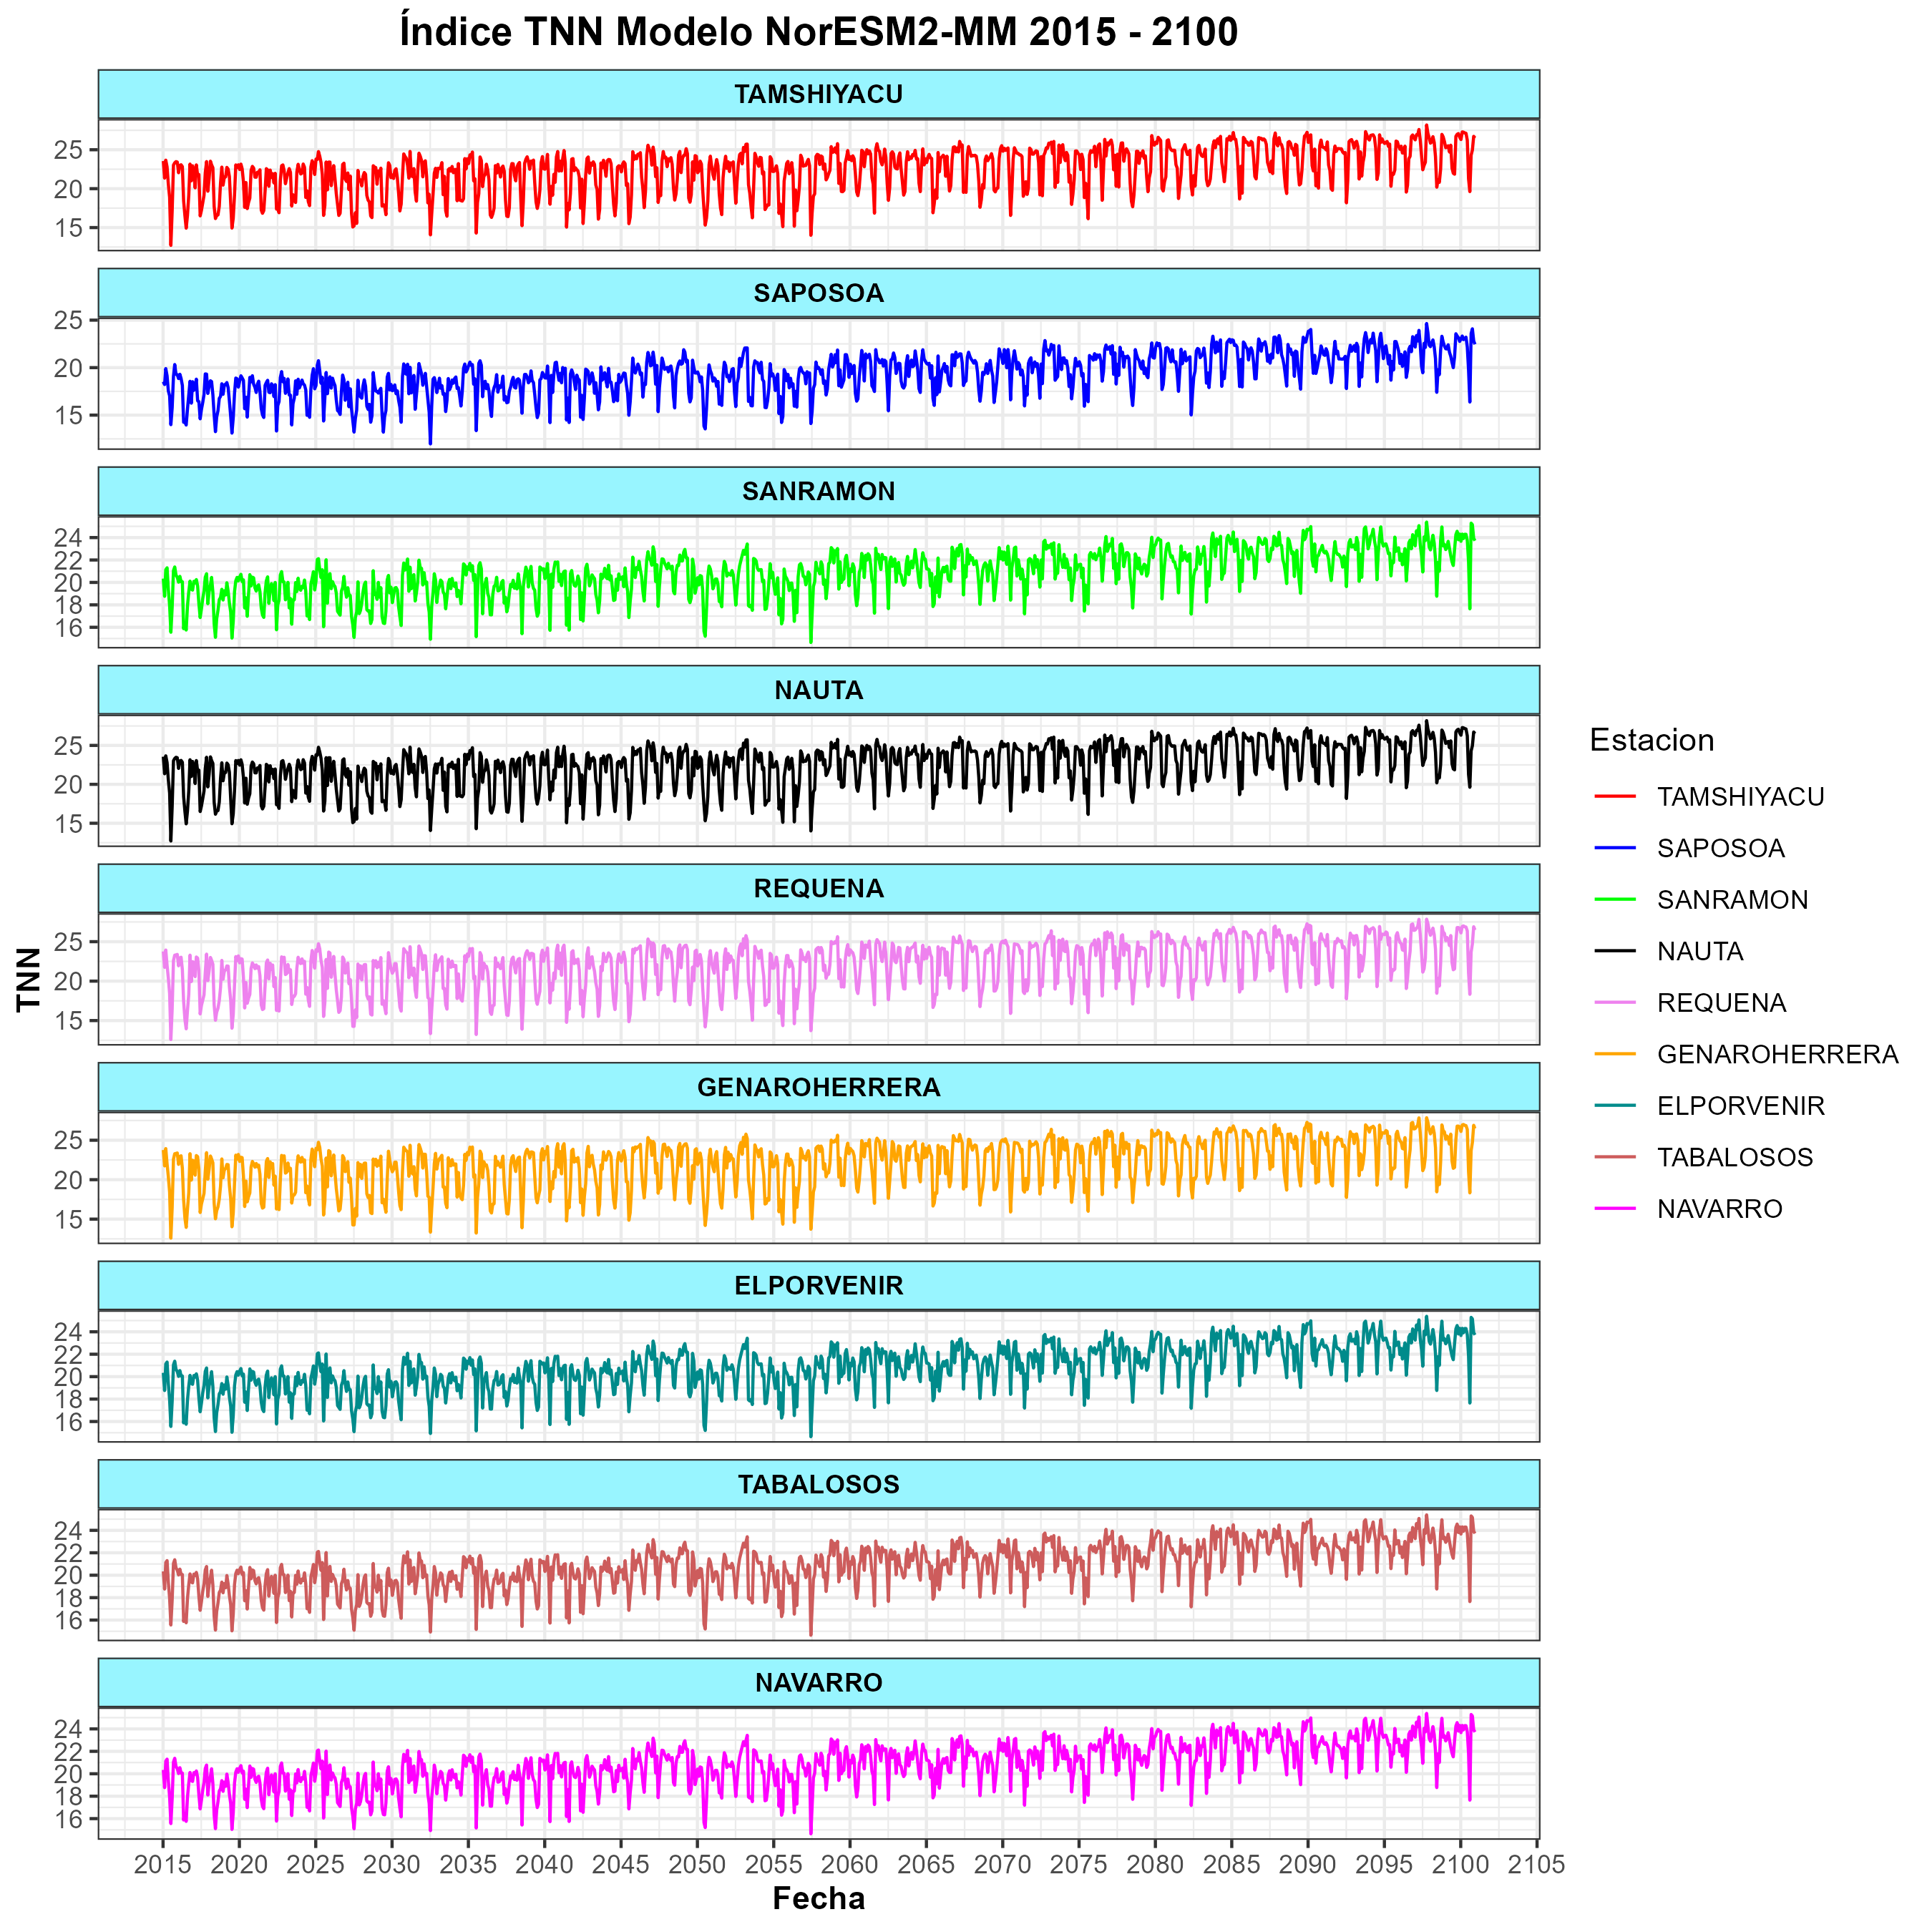 Índice TNN Modelo NorESM2-MM 2015 - 2100
TAMSHIYACU
25
20
15
SAPOSOA
25
20
15
SANRAMON
24
22
20
18
16
NAUTA
25
20
15
REQUENA
25
20
15
GENAROHERRERA
25
20
15
ELPORVENIR
24
22
20
18
16
TABALOSOS
24
22
20
18
16
NAVARRO
24
22
20
18
16
2015 2020 2025 2030 2035 2040 2045 2050 2055 2060 2065 2070 2075 2080 2085 2090 2095 2100 2105
Fecha
TNN
Estacion
TAMSHIYACU
SAPOSOA
SANRAMON
NAUTA
REQUENA
GENAROHERRERA
ELPORVENIR
TABALOSOS
NAVARRO